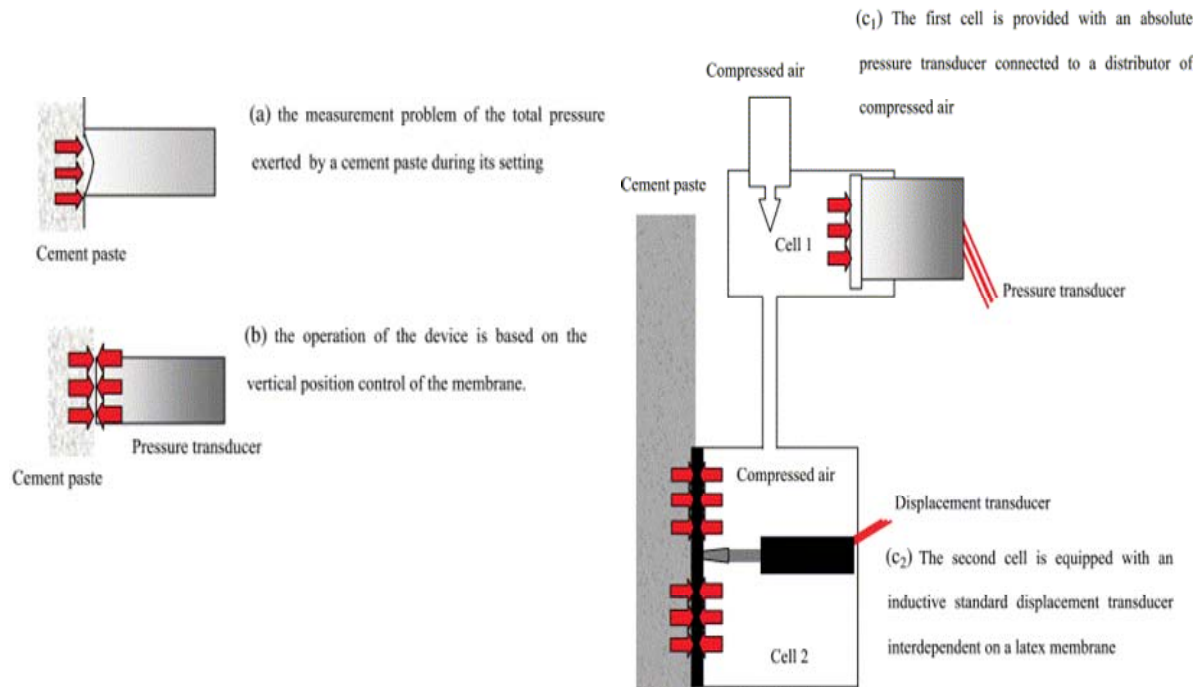 (a) the measurement problem of the total pressure
exerted by a cement paste during its setting
Cement paste
(b) the operation of the device is based on the
vertical position control of the membrane.
Pressure transducer
Cement paste
(c₁) The first cell is provided with an absolute
pressure transducer connected to a distributor of
compressed air
Compressed air
Cement paste
Cell 1
Pressure transducer
Compressed air
Displacement transducer
(c₂) The second cell is equipped with an
inductive standard displacement transducer
interdependent on a latex membrane
Cell 2